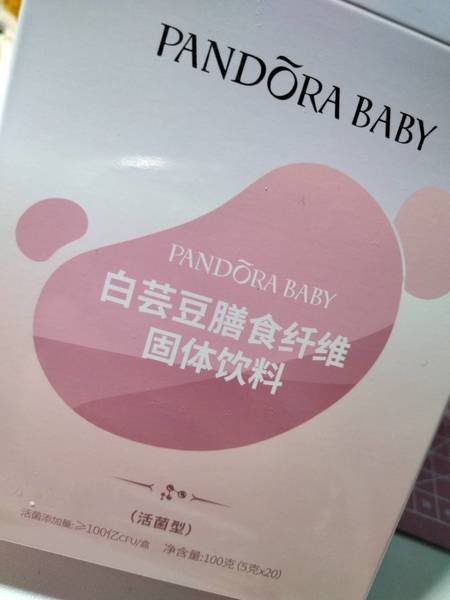 PANDÕRA BABY
PANDÕRA BABY
白芸豆膳食纤维
固体饮料
(活菌型)
活菌添加量:≥100亿cfu/盒 净含量:100克(5克x20)